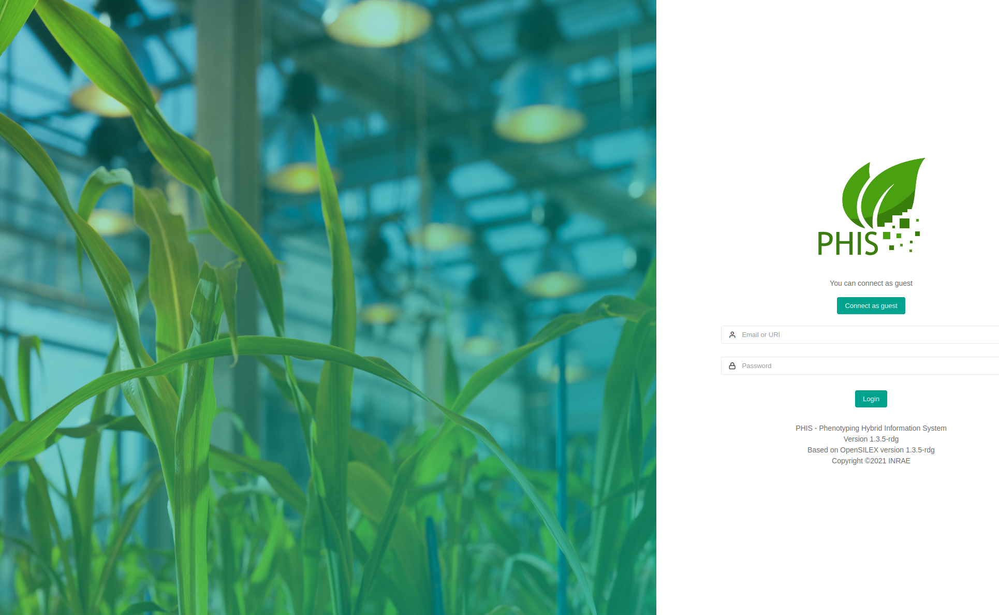 PHIS
You can connect as guest
Connect as guest
Email or URI
Password
Login
PHIS - Phenotyping Hybrid Information System
Version 1.3.5-rdg
Based on OpenSILEX version 1.3.5-rdg
Copyright ©2021 INRAE